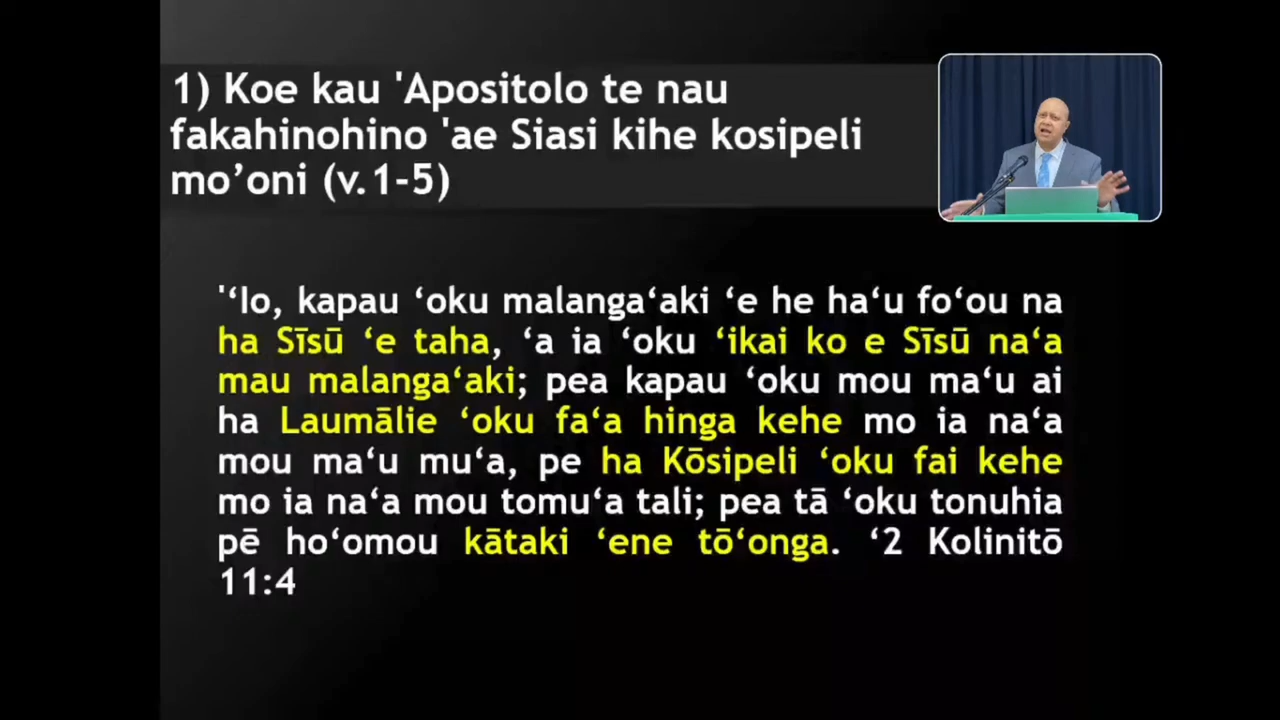 1) Koe kau 'Apositolo te nau
fakahinohino 'ae Siasi kihe kosipeli
mo’oni (v.1-5)
'‘Io, kapau ‘oku malanga‘aki ‘e he ha‘u fo‘ou na
ha Sīsū ‘e taha, ‘a ia ‘oku ‘ikai ko e Sīsū na‘a
mau malanga‘aki; pea kapau ‘oku mou ma‘u ai
ha Laumālie ‘oku fa‘a hinga kehe mo ia na‘a
mou ma‘u mu‘a, pe ha Kōsipeli ‘oku fai kehe
mo ia na‘a mou tomu‘a tali; pea tā ‘oku tonuhia
pē ho‘omou kātaki ‘ene tō‘onga. ‘2 Kolinitō
11:4